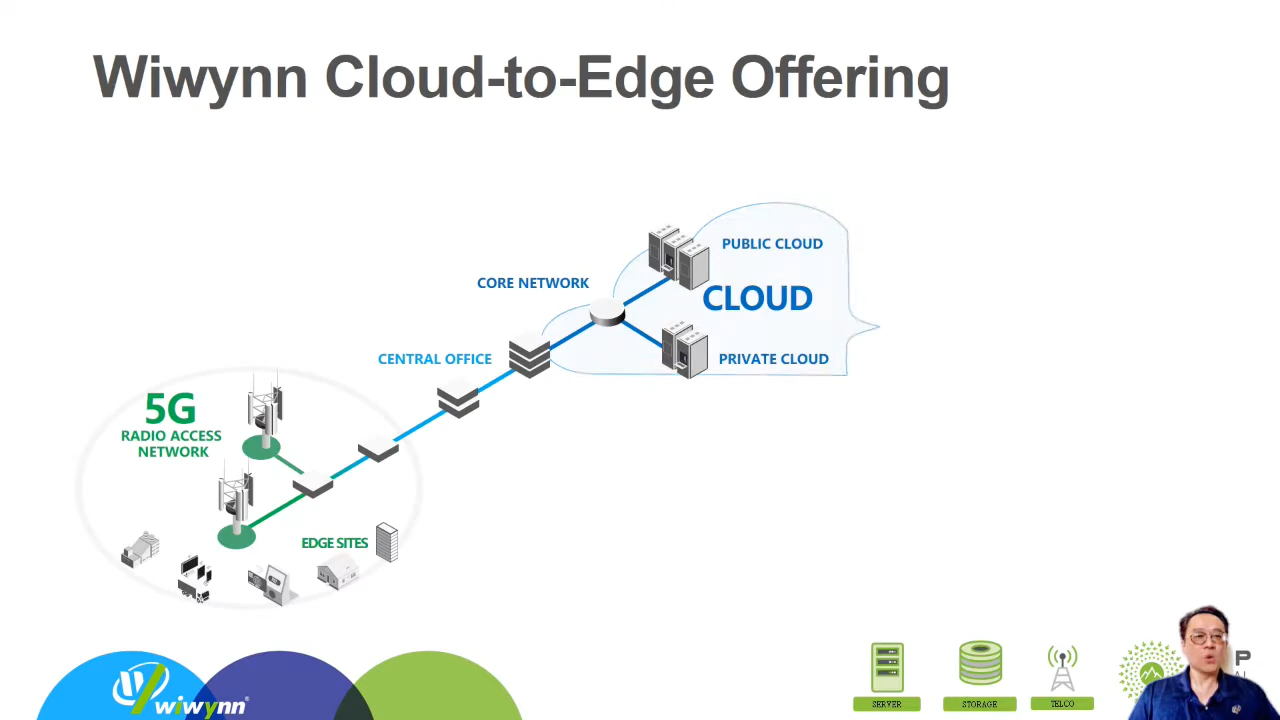 Wiwynn Cloud-to-Edge Offering
PUBLIC CLOUD
CORE NETWORK
CLOUD
CENTRAL OFFICE
PRIVATE CLOUD
5G
RADIO ACCESS
NETWORK
EDGE SITES
wiwynn®
SERVER
STORAGE
TELCO
P